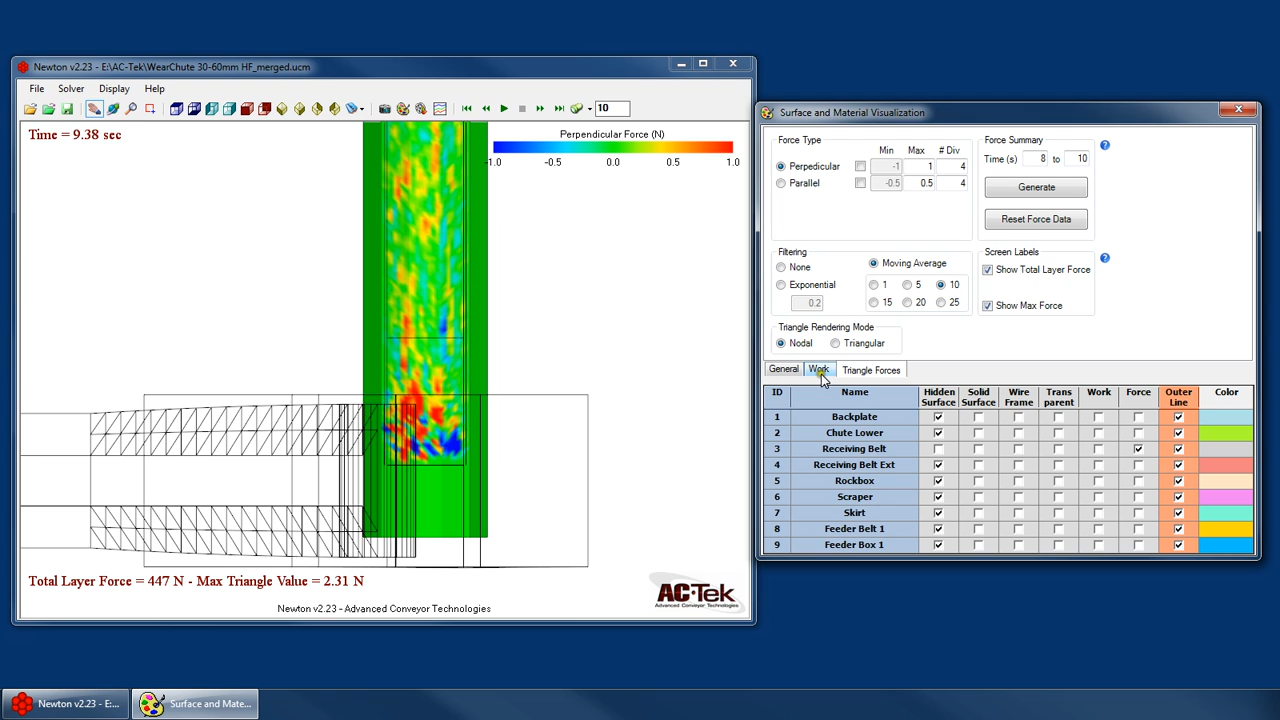 Newton v2.23 - E:\AC-Tek\WearChute 30-60mm HF_merged.ucm
File Solver Display Help
10
Time = 9.38 sec
Perpendicular Force (N)
-1.0 -0.5 0.0 0.5 1.0
Total Layer Force = 447 N - Max Triangle Value = 2.31 N
Newton v2.23 - Advanced Conveyor Technologies
AC-Tek
Advanced Conveyor Technologies
Surface and Material Visualization
Force Type
Min Max # Div
Perpedicular -1 1 4
Parallel -0.5 0.5 4
Force Summary
Time (s) 8 to 10
Generate
Reset Force Data
Filtering
None
Exponential
0.2
Moving Average
1 5 10
15 20 25
Screen Labels
Show Total Layer Force
Show Max Force
Triangle Rendering Mode
Nodal Triangular
General Work Triangle Forces
ID Name Hidden Surface Solid Surface Wire Frame Trans parent Work Force Outer Line Color
1 Backplate
2 Chute Lower
3 Receiving Belt
4 Receiving Belt Ext
5 Rockbox
6 Scraper
7 Skirt
8 Feeder Belt 1
9 Feeder Box 1
Newton v2.23 - E:...
Surface and Mate...